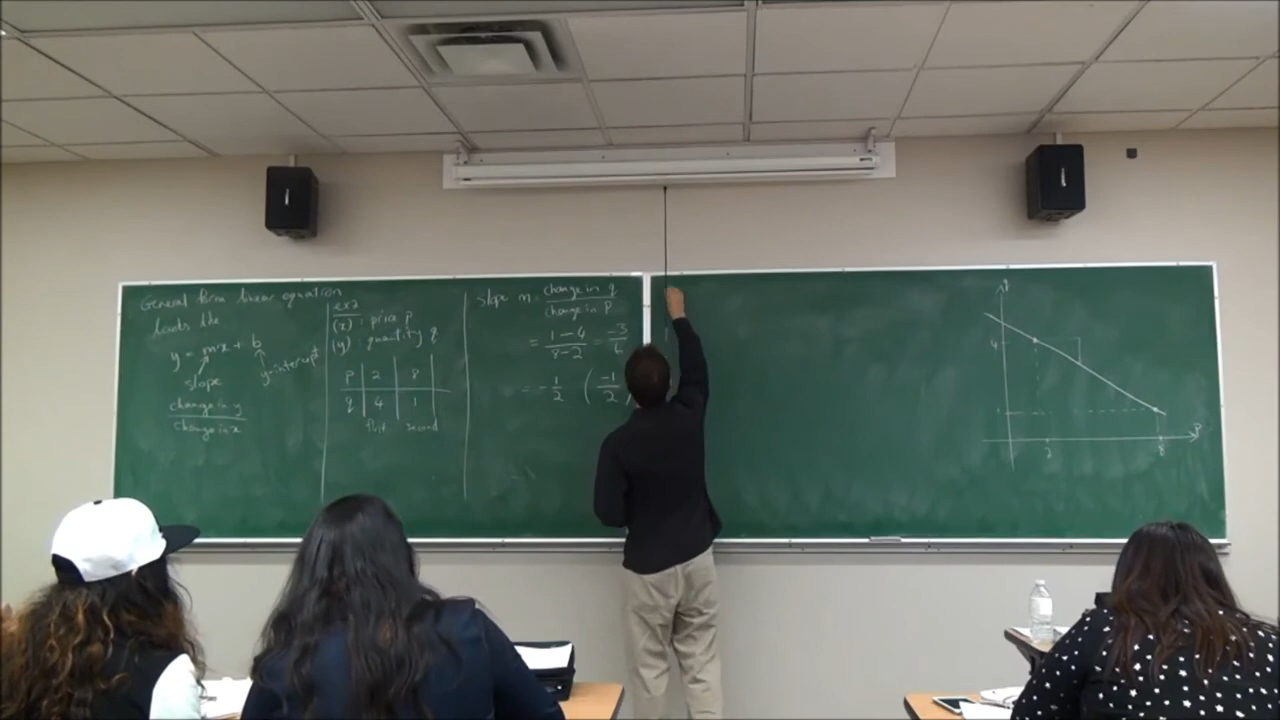 General form linear equation
looks like
y = mx + b
slope
y-intercept
change in y
change in x
ex2
(x) : price p
(y) : quantity q
p 2 8
q 4 1
first second
slope m = change in q
change in p
= 1-4
8-2
= -3
6
= -1
2
(-1
2
q
4
1
2
8
p